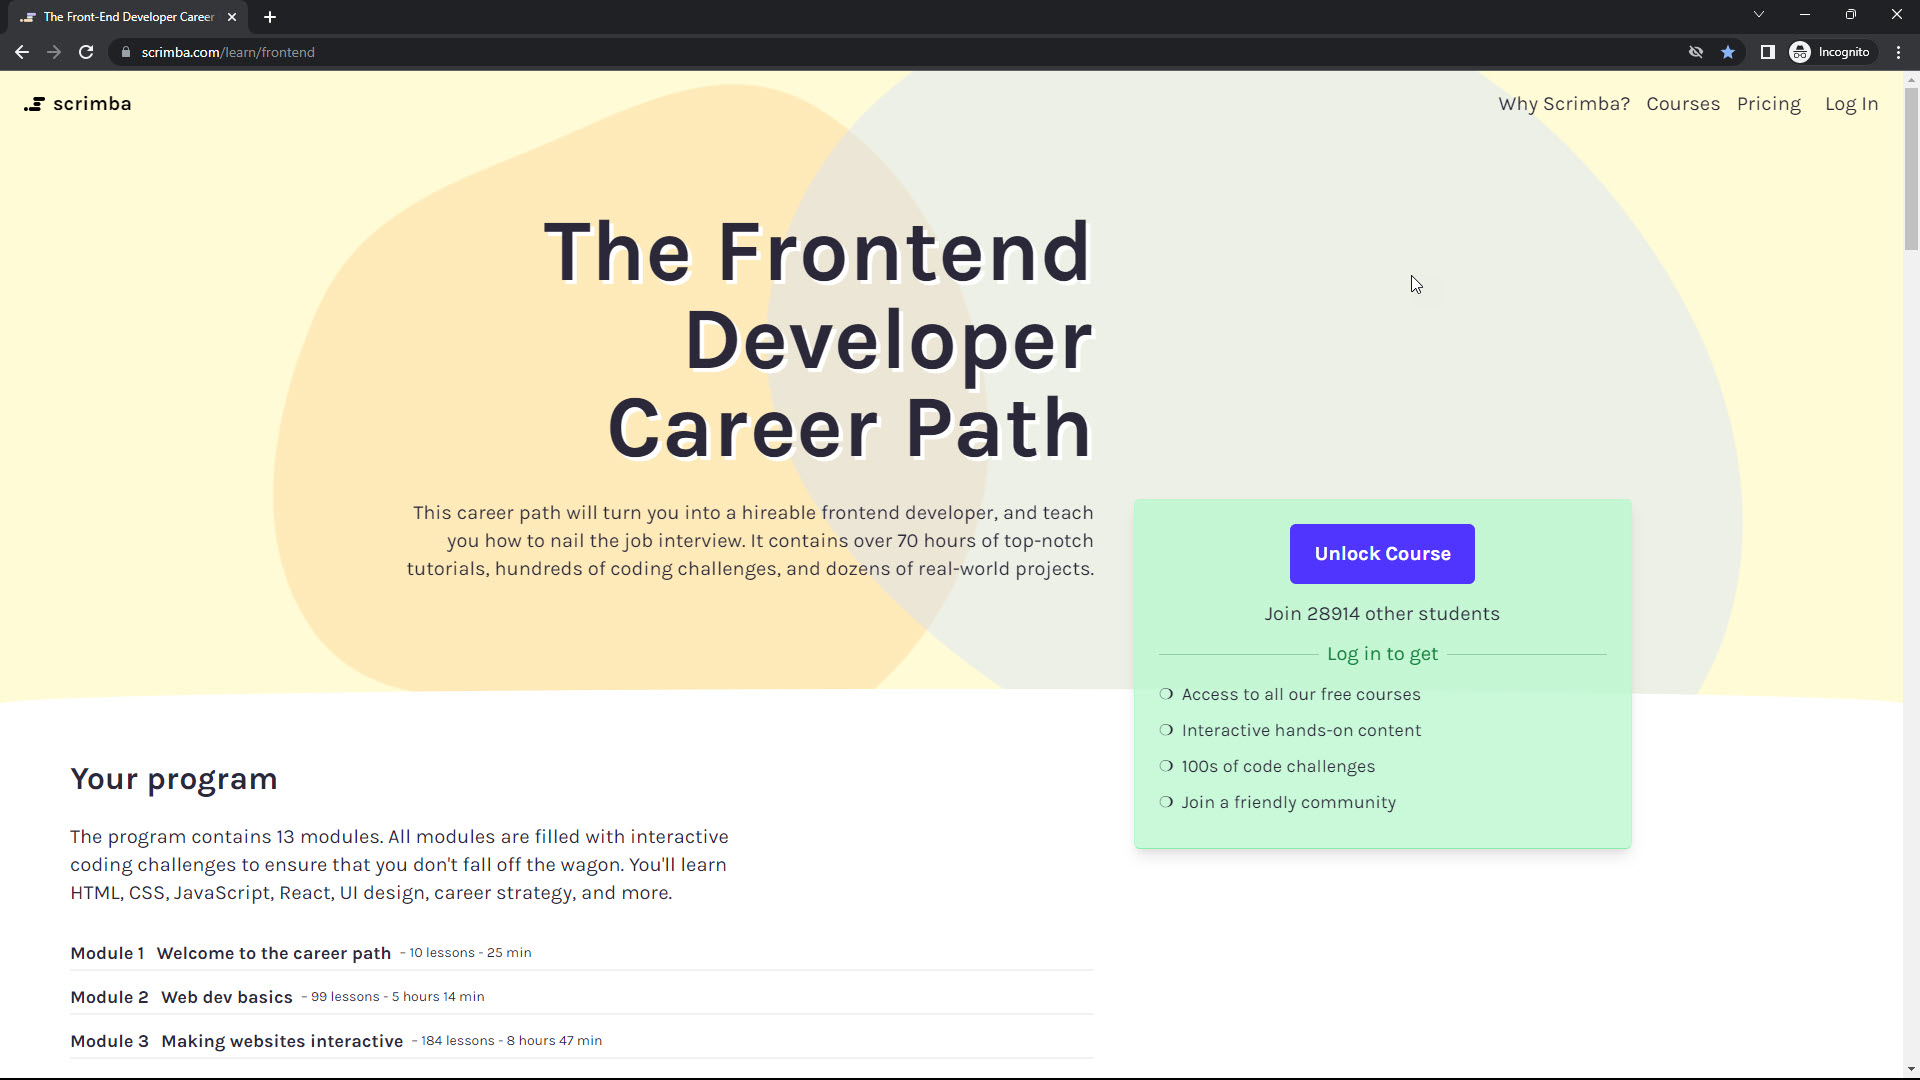 The Front-End Developer Career
scrimba.com/learn/frontend
Incognito
scrimba
Why Scrimba? Courses Pricing Log In
The Frontend
Developer
Career Path
This career path will turn you into a hireable frontend developer, and teach
you how to nail the job interview. It contains over 70 hours of top-notch
tutorials, hundreds of coding challenges, and dozens of real-world projects.
Unlock Course
Join 28914 other students
Log in to get
Access to all our free courses
Interactive hands-on content
100s of code challenges
Join a friendly community
Your program
The program contains 13 modules. All modules are filled with interactive
coding challenges to ensure that you don't fall off the wagon. You'll learn
HTML, CSS, JavaScript, React, UI design, career strategy, and more.
Module 1 Welcome to the career path - 10 lessons - 25 min
Module 2 Web dev basics - 99 lessons - 5 hours 14 min
Module 3 Making websites interactive - 184 lessons - 8 hours 47 min